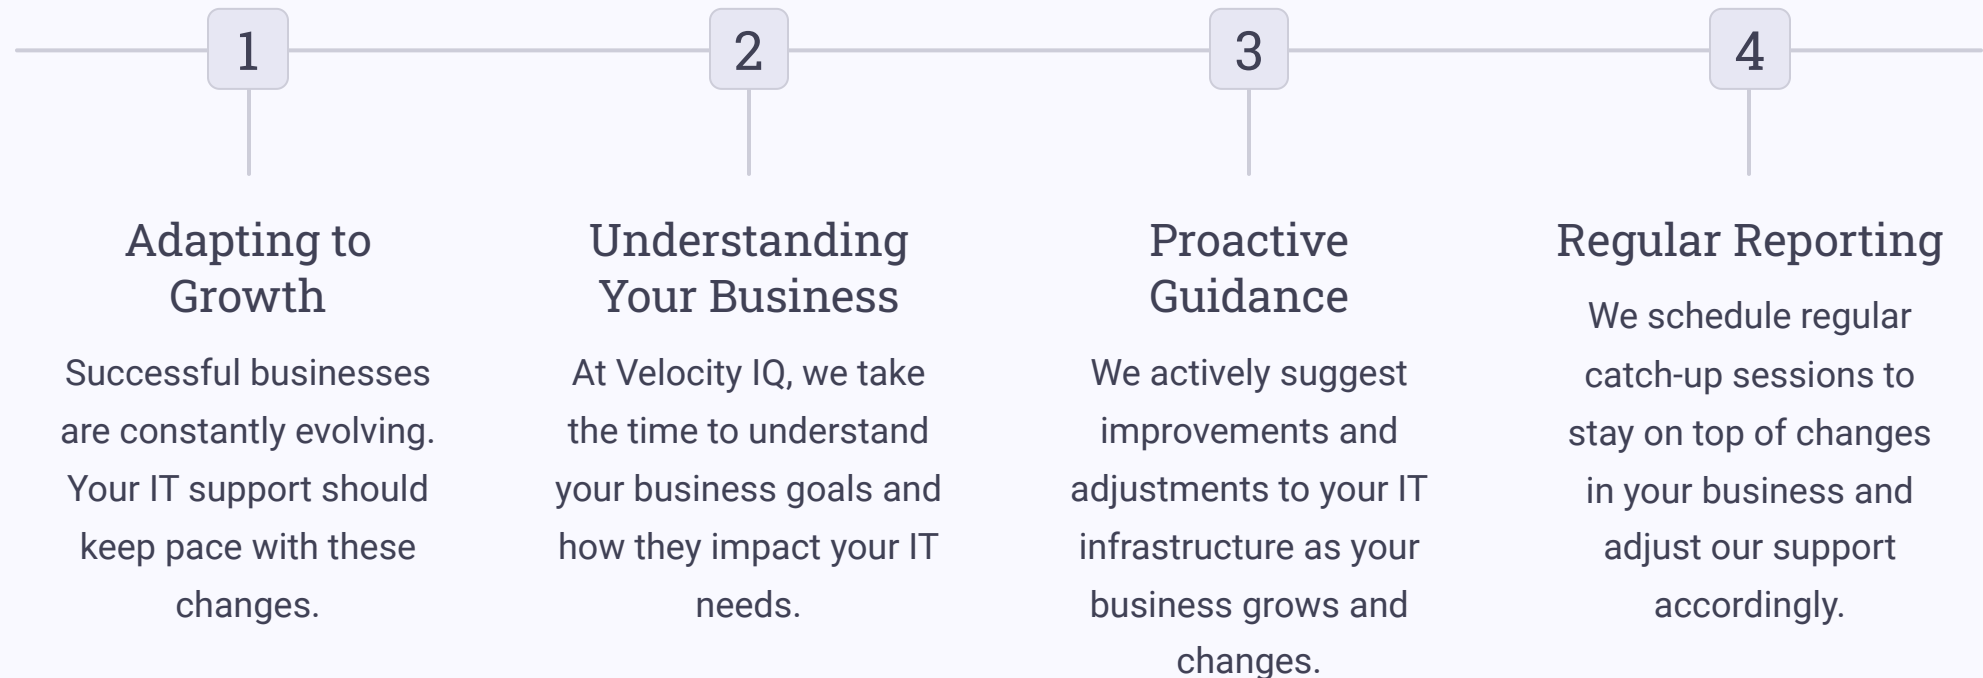 1
Adapting to
Growth
Successful businesses
are constantly evolving.
Your IT support should
keep pace with these
changes.
2
Understanding
Your Business
At Velocity IQ, we take
the time to understand
your business goals and
how they impact your IT
needs.
3
Proactive
Guidance
We actively suggest
improvements and
adjustments to your IT
infrastructure as your
business grows and
changes.
4
Regular Reporting
We schedule regular
catch-up sessions to
stay on top of changes
in your business and
adjust our support
accordingly.